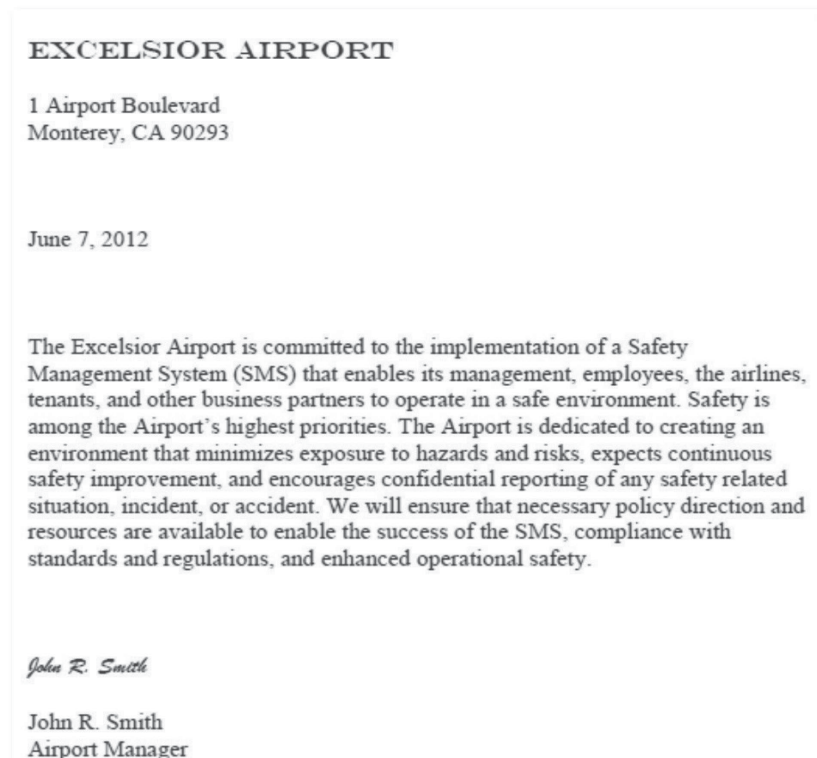 EXCELSIOR AIRPORT
1 Airport Boulevard
Monterey, CA 90293
June 7, 2012
The Excelsior Airport is committed to the implementation of a Safety
Management System (SMS) that enables its management, employees, the airlines,
tenants, and other business partners to operate in a safe environment. Safety is
among the Airport’s highest priorities. The Airport is dedicated to creating an
environment that minimizes exposure to hazards and risks, expects continuous
safety improvement, and encourages confidential reporting of any safety related
situation, incident, or accident. We will ensure that necessary policy direction and
resources are available to enable the success of the SMS, compliance with
standards and regulations, and enhanced operational safety.
John R. Smith
John R. Smith
Airport Manager